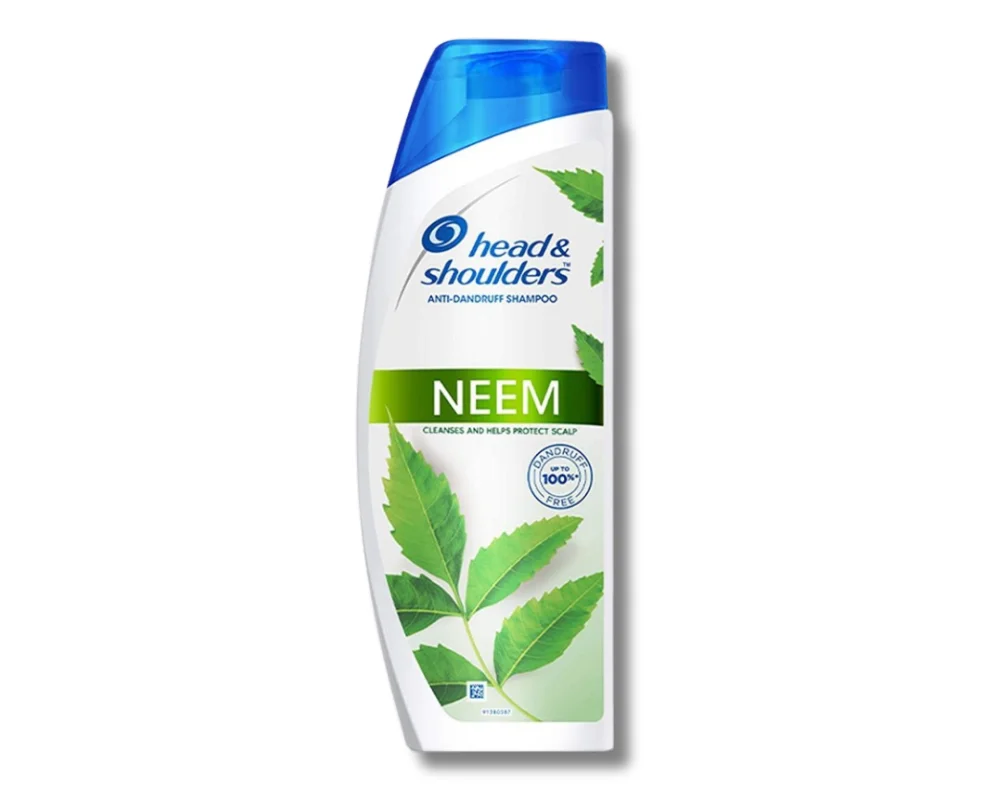 head &
shoulders™
ANTI-DANDRUFF SHAMPOO
NEEM
CLEANSES AND HELPS PROTECT SCALP
DANDRUFF
UP TO
100%*
FREE